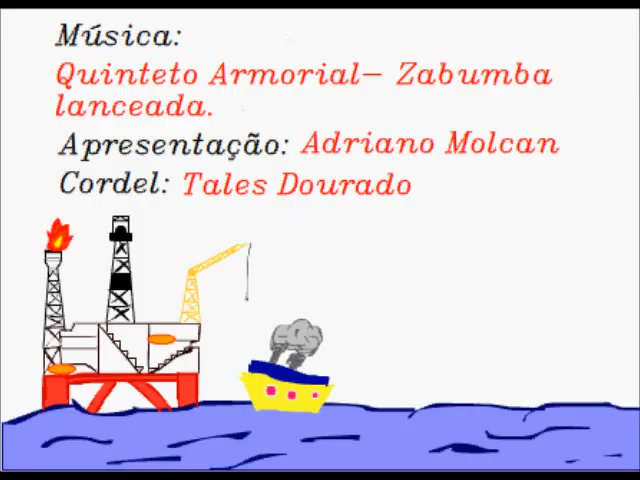 Música:
Quinteto Armorial- Zabumba
lanceada.
Apresentação: Adriano Molcan
Cordel: Tales Dourado